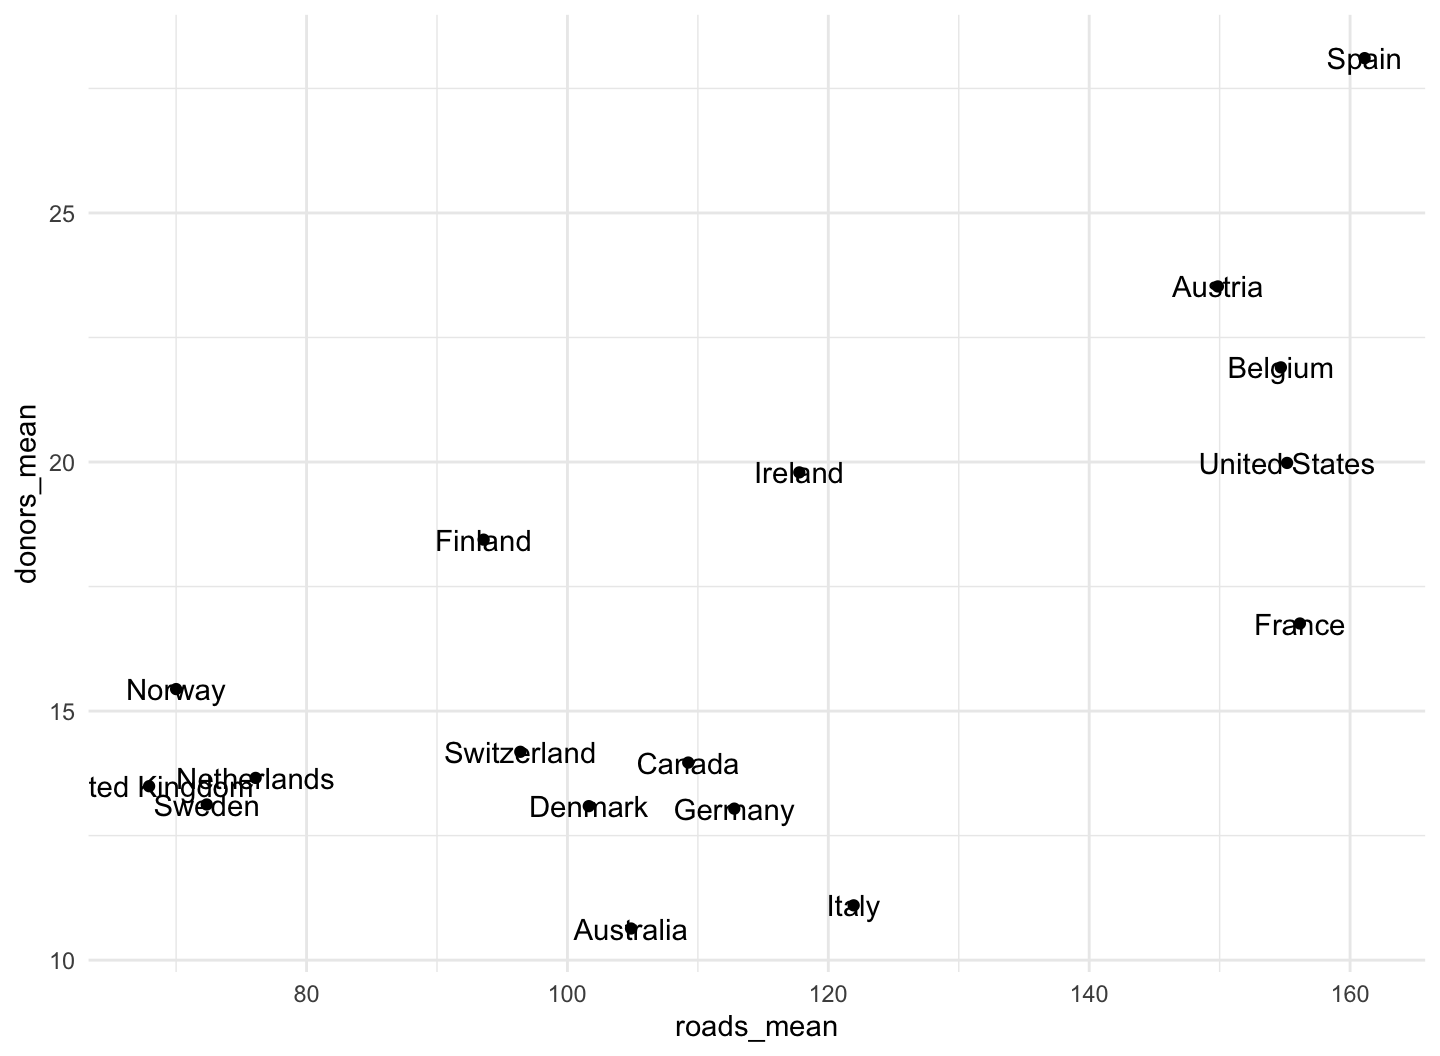 Spain
25
Austria
Belgium
donors_mean
20
United States
Ireland
Finland
France
Norway
15
Switzerland
Canada
Netherlands
ted Kingdom
Sweden
Denmark
Germany
Italy
Australia
10
80
100
120
140
160
roads_mean